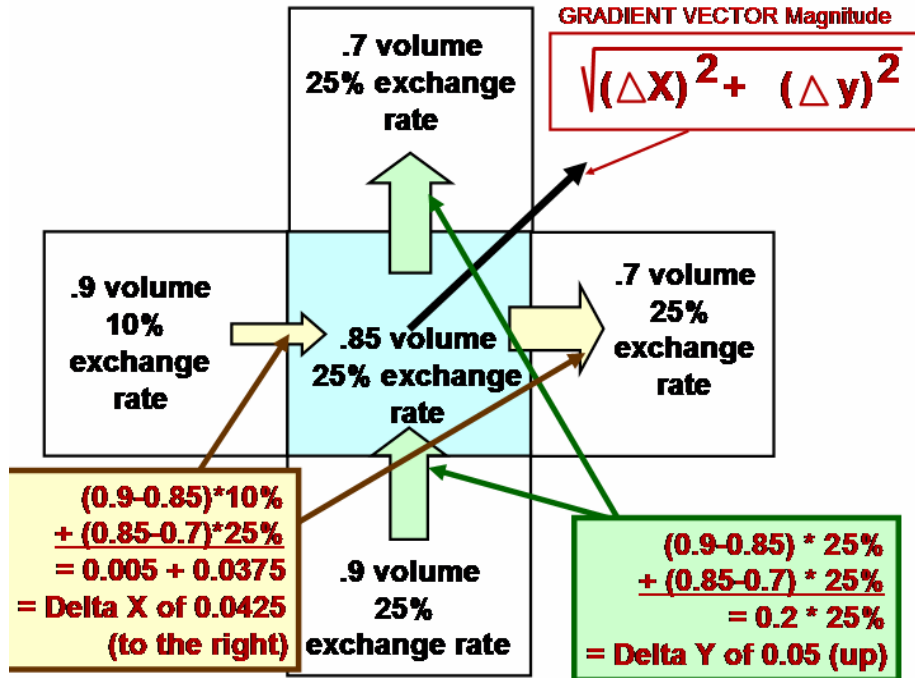 GRADIENT VECTOR Magnitude
√(△X)² + (△y)²
.7 volume
25% exchange
rate
.9 volume
10%
exchange
rate
.85 volume
25% exchange
rate
.7 volume
25%
exchange
rate
.9 volume
25%
exchange rate
(0.9-0.85)*10%
+ (0.85-0.7)*25%
= 0.005 + 0.0375
= Delta X of 0.0425
(to the right)
(0.9-0.85) * 25%
+ (0.85-0.7) * 25%
= 0.2 * 25%
= Delta Y of 0.05 (up)